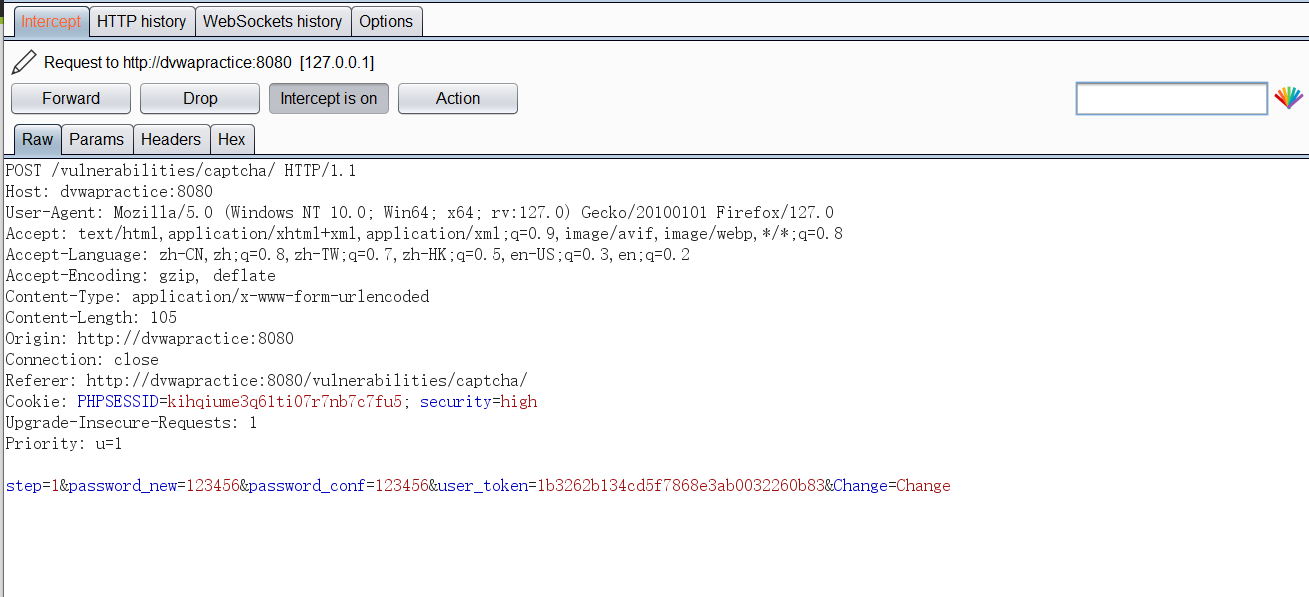 Intercept HTTP history WebSockets history Options
Request to http://dvwapractice:8080 [127.0.0.1]
Forward Drop Intercept is on Action
Raw Params Headers Hex
POST /vulnerabilities/captcha/ HTTP/1.1
Host: dvwapractice:8080
User-Agent: Mozilla/5.0 (Windows NT 10.0; Win64; x64; rv:127.0) Gecko/20100101 Firefox/127.0
Accept: text/html,application/xhtml+xml,application/xml;q=0.9,image/avif,image/webp,*/*;q=0.8
Accept-Language: zh-CN,zh;q=0.8,zh-TW;q=0.7,zh-HK;q=0.5,en-US;q=0.3,en;q=0.2
Accept-Encoding: gzip, deflate
Content-Type: application/x-www-form-urlencoded
Content-Length: 105
Origin: http://dvwapractice:8080
Connection: close
Referer: http://dvwapractice:8080/vulnerabilities/captcha/
Cookie: PHPSESSID=kihqiume3q61ti07r7nb7c7fu5; security=high
Upgrade-Insecure-Requests: 1
Priority: u=1
step=1&password_new=123456&password_conf=123456&user_token=1b3262b134cd5f7868e3ab0032260b83&Change=Change